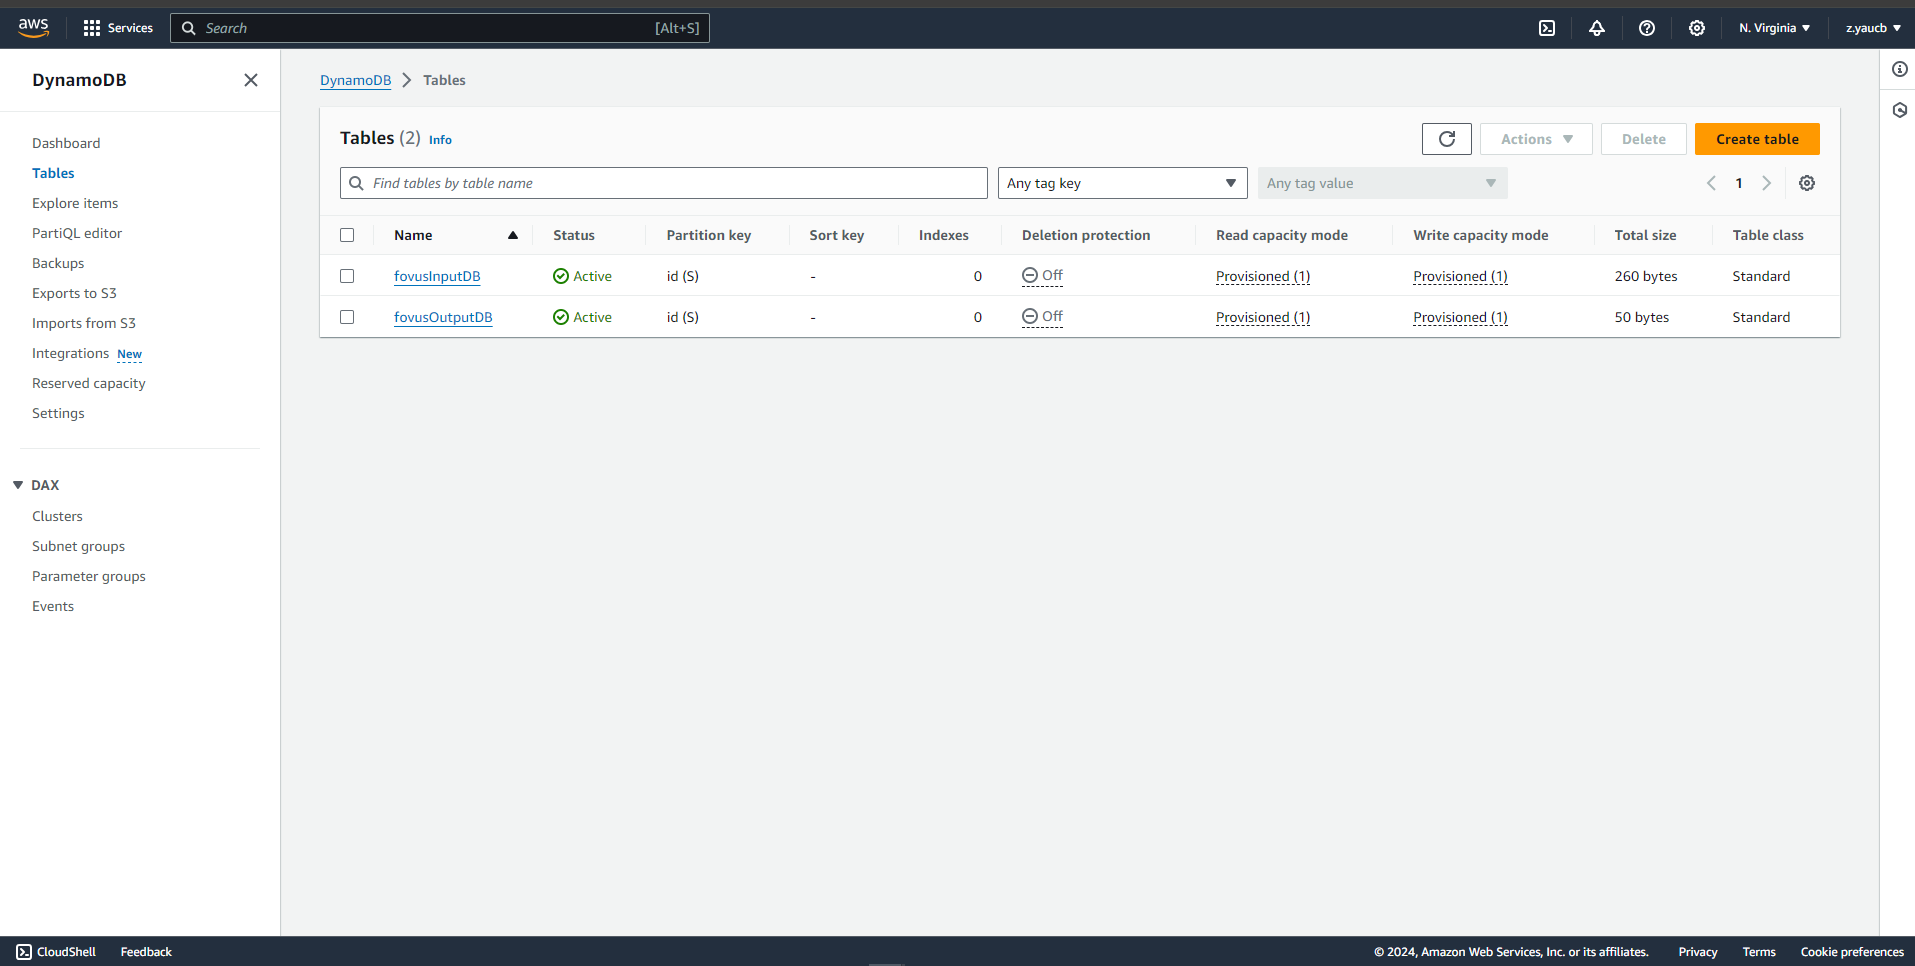 aws Services Search [Alt+S] N. Virginia z.yaucb
DynamoDB
Dashboard
Tables
Explore items
PartiQL editor
Backups
Exports to S3
Imports from S3
Integrations New
Reserved capacity
Settings
DAX
Clusters
Subnet groups
Parameter groups
Events
DynamoDB Tables
Tables (2) Info Actions Delete Create table
Find tables by table name Any tag key Any tag value 1
Name Status Partition key Sort key Indexes Deletion protection Read capacity mode Write capacity mode Total size Table class
fovusInputDB Active id (S) - 0 Off Provisioned (1) Provisioned (1) 260 bytes Standard
fovusOutputDB Active id (S) - 0 Off Provisioned (1) Provisioned (1) 50 bytes Standard
CloudShell Feedback © 2024, Amazon Web Services, Inc. or its affiliates. Privacy Terms Cookie preferences